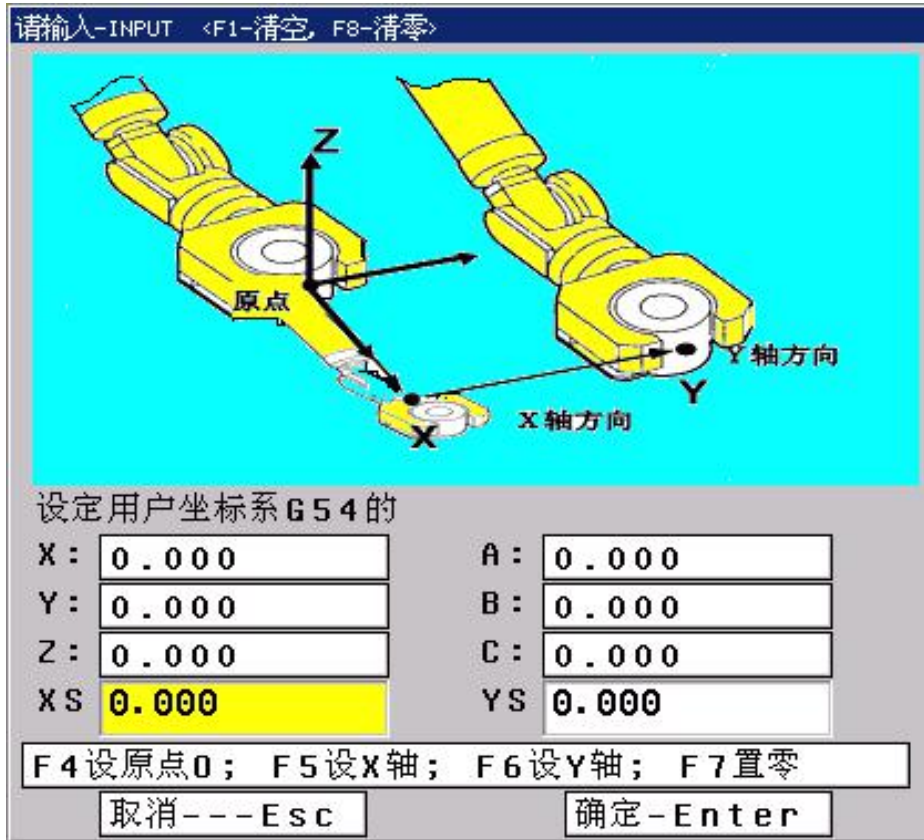 请输入-INPUT <F1-清空, F8-清零>
Z
原点
Y轴方向
Y
X轴方向
X
设定用户坐标系G54的
X: 0.000 A: 0.000
Y: 0.000 B: 0.000
Z: 0.000 C: 0.000
XS 0.000 YS 0.000
F4设原点O; F5设X轴; F6设Y轴; F7置零
取消---Esc 确定-Enter